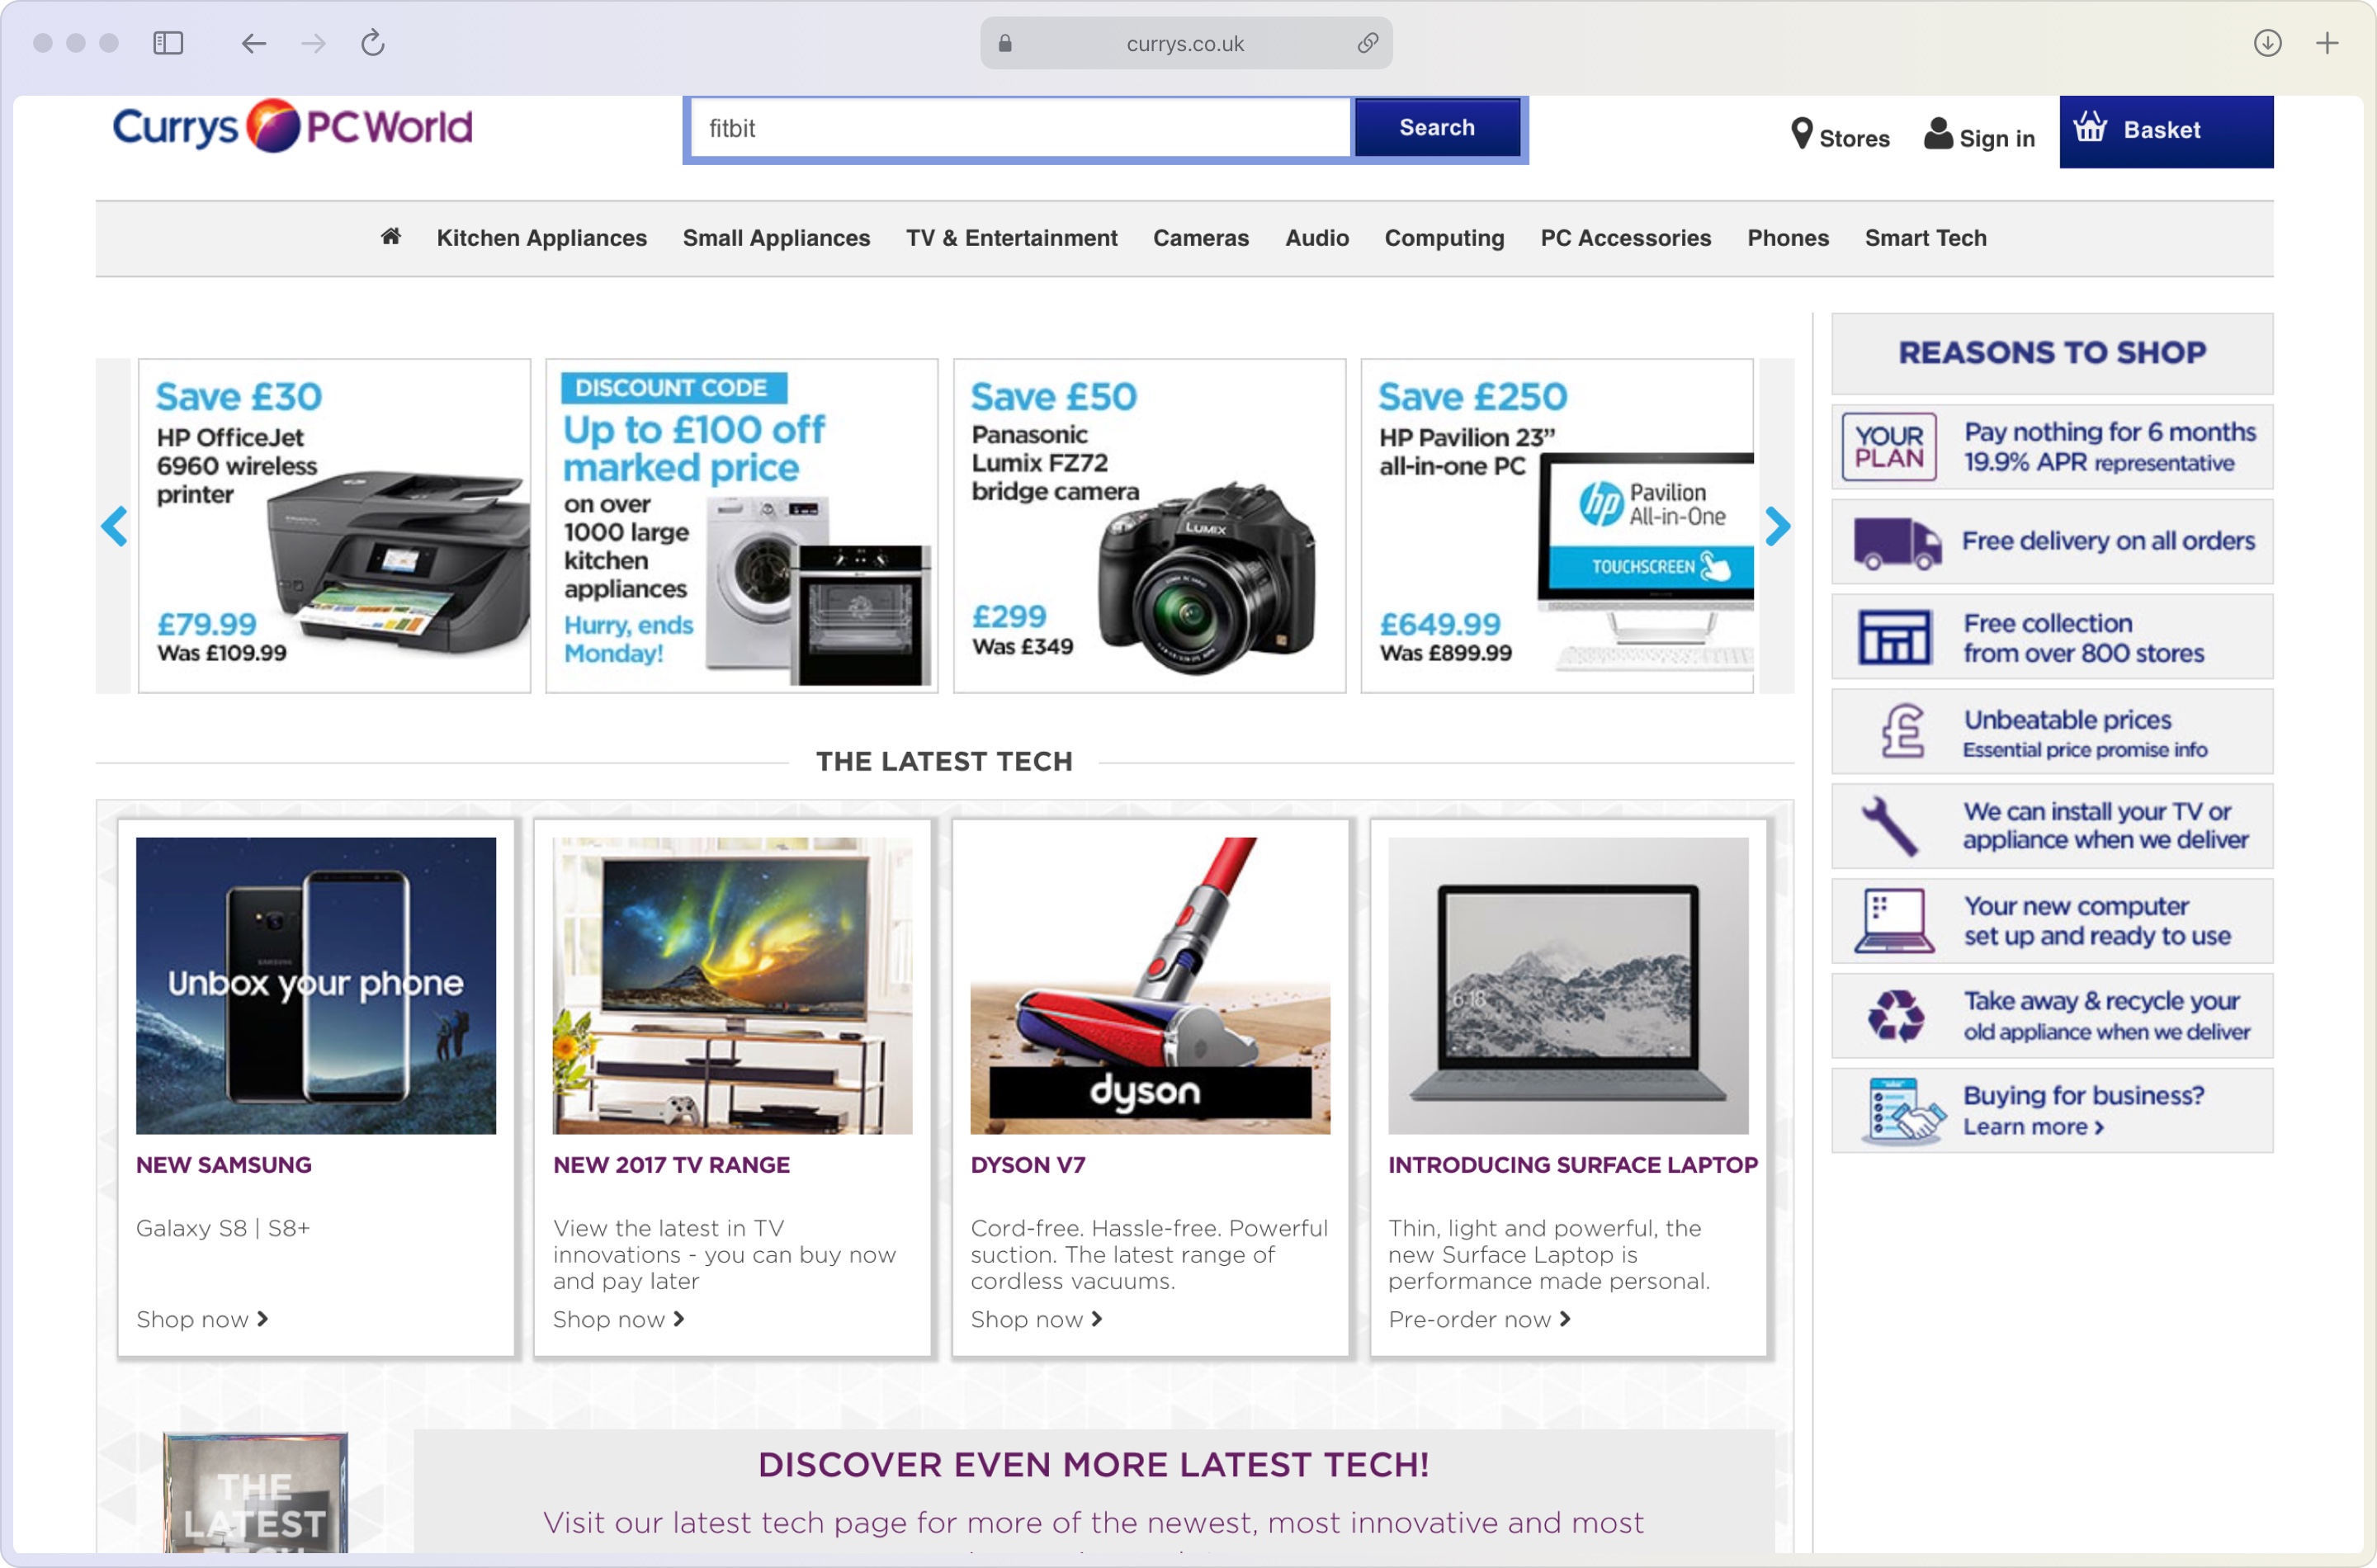 currys.co.uk
Currys PC World
fitbit
Search
Stores
Sign in
Basket
Kitchen Appliances
Small Appliances
TV & Entertainment
Cameras
Audio
Computing
PC Accessories
Phones
Smart Tech
Save £30
HP OfficeJet
6960 wireless
printer
£79.99
Was £109.99
DISCOUNT CODE
Up to £100 off
marked price
on over
1000 large
kitchen
appliances
Hurry, ends
Monday!
Save £50
Panasonic
Lumix FZ72
bridge camera
LUMIX
£299
Was £349
Save £250
HP Pavilion 23”
all-in-one PC
hp
Pavilion
All-in-One
TOUCHSCREEN
£649.99
Was £899.99
REASONS TO SHOP
YOUR
PLAN
Pay nothing for 6 months
19.9% APR representative
Free delivery on all orders
Free collection
from over 800 stores
£
Unbeatable prices
Essential price promise info
We can install your TV or
appliance when we deliver
Your new computer
set up and ready to use
Take away & recycle your
old appliance when we deliver
Buying for business?
Learn more
THE LATEST TECH
SAMSUNG
Unbox your phone
NEW SAMSUNG
Galaxy S8 | S8+
Shop now
NEW 2017 TV RANGE
View the latest in TV
innovations - you can buy now
and pay later
Shop now
dyson
DYSON V7
Cord-free. Hassle-free. Powerful
suction. The latest range of
cordless vacuums.
Shop now
6:18
INTRODUCING SURFACE LAPTOP
Thin, light and powerful, the
new Surface Laptop is
performance made personal.
Pre-order now
THE
LATEST
TECH
DISCOVER EVEN MORE LATEST TECH!
Visit our latest tech page for more of the newest, most innovative and most